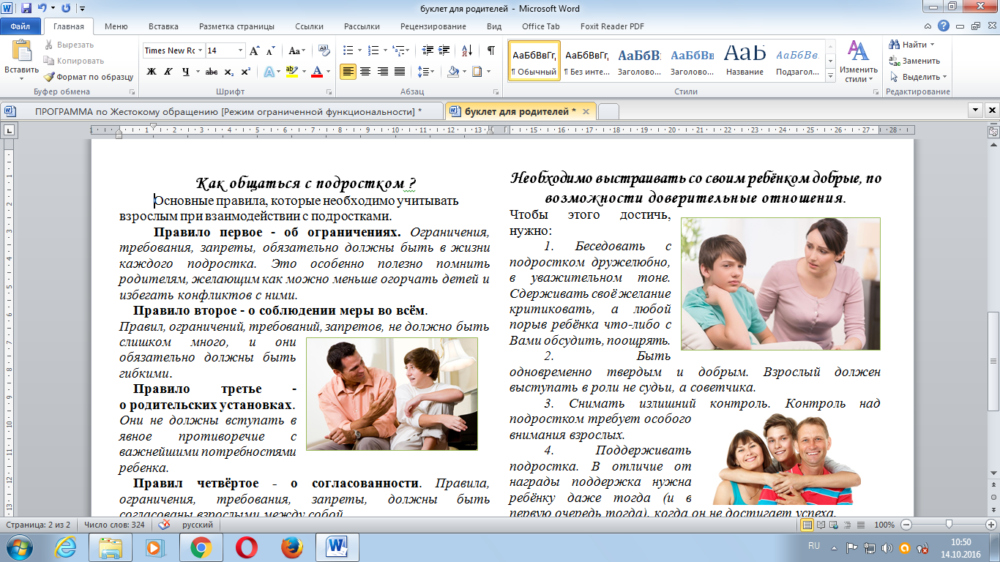 буклет для родителей - Microsoft Word
Файл
Главная
Меню
Вставка
Разметка страницы
Ссылки
Рассылки
Рецензирование
Вид
Office Tab
Foxit Reader PDF
Вставить
Вырезать
Копировать
Формат по образцу
Буфер обмена
Times New Rc
14
Шрифт
Абзац
АаБбВвГг,
¶ Обычный
АаБбВвГг,
¶ Без инте...
АаБбВ
Заголово...
АаБбВв
Заголово...
АаБ
Название
АаБбВв.
Подзагол...
Стили
Изменить
стили
Найти
Заменить
Выделить
Редактирование
ПРОГРАММА по Жестокому обращению [Режим ограниченной функциональности] *
буклет для родителей *
Как общаться с подростком ?
Основные правила, которые необходимо учитывать
взрослым при взаимодействии с подростками.
Правило первое - об ограничениях. Ограничения,
требования, запреты, обязательно должны быть в жизни
каждого подростка. Это особенно полезно помнить
родителям, желающим как можно меньше огорчать детей и
избегать конфликтов с ними.
Правило второе - о соблюдении меры во всём.
Правил, ограничений, требований, запретов, не должно быть
слишком много, и они
обязательно должны быть
гибкими.
Правило третье -
о родительских установках.
Они не должны вступать в
явное противоречие с
важнейшими потребностями
ребенка.
Правил четвёртое - о согласованности. Правила,
ограничения, требования, запреты, должны быть
согласованы взрослыми между собой.
Необходимо выстраивать со своим ребёнком добрые, по
возможности доверительные отношения.
Чтобы этого достичь,
нужно:
1. Беседовать с
подростком дружелюбно,
в уважительном тоне.
Сдерживать своё желание
критиковать, а любой
порыв ребёнка что-либо с
Вами обсудить, поощрять.
2. Быть
одновременно твердым и добрым. Взрослый должен
выступать в роли не судьи, а советчика.
3. Снимать излишний контроль. Контроль над
подростком требует особого
внимания взрослых.
4. Поддерживать
подростка. В отличие от
награды поддержка нужна
ребёнку даже тогда (и в
первую очередь тогда), когда он не достигает успеха.
Страница: 2 из 2
Число слов: 324
русский
100%
RU
10:50
14.10.2016